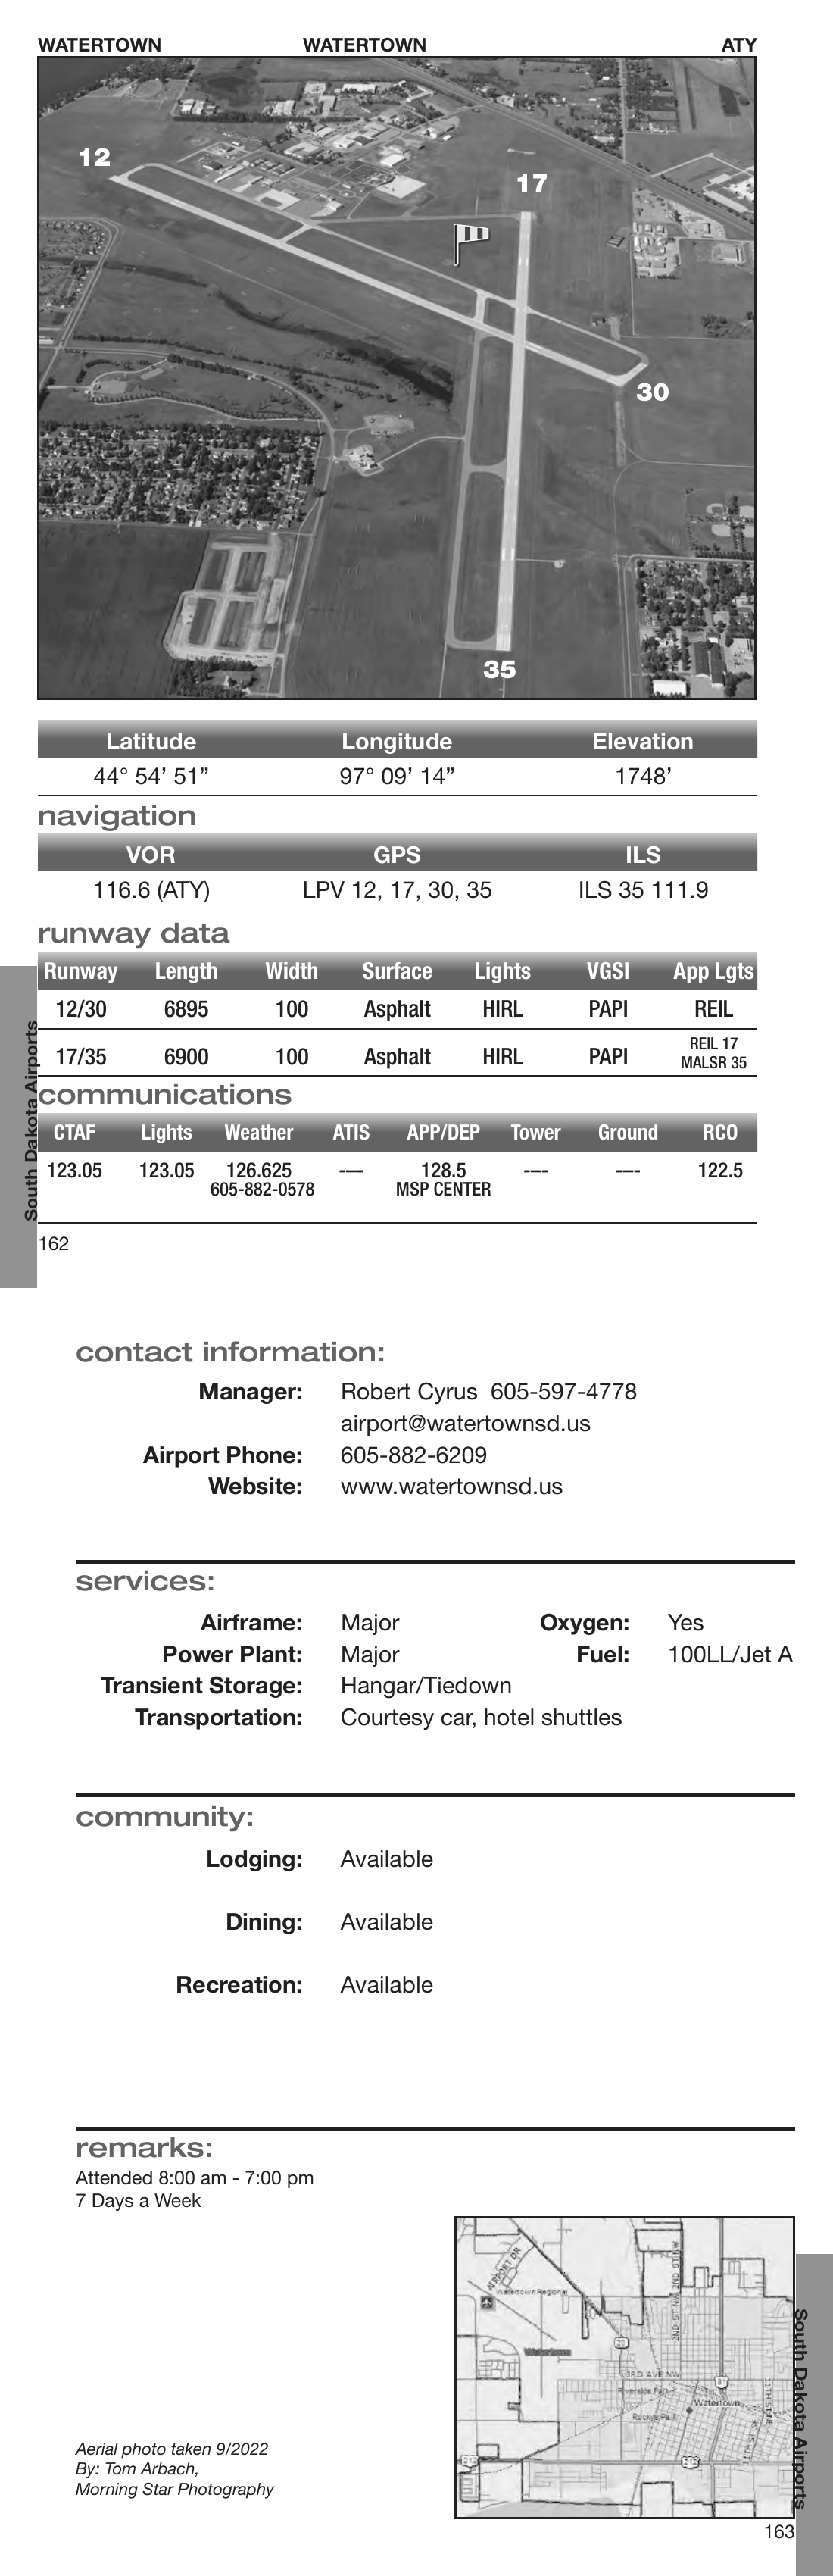 WATERTOWN WATERTOWN ATY
12
17
30
35
Latitude Longitude Elevation
44° 54’ 51” 97° 09’ 14” 1748’
navigation
VOR GPS ILS
116.6 (ATY) LPV 12, 17, 30, 35 ILS 35 111.9
runway data
Runway Length Width Surface Lights VGSI App Lgts
12/30 6895 100 Asphalt HIRL PAPI REIL
17/35 6900 100 Asphalt HIRL PAPI REIL 17
MALSR 35
communications
CTAF Lights Weather ATIS APP/DEP Tower Ground RCO
123.05 123.05 126.625 ---- 128.5 ---- ---- 122.5
605-882-0578 MSP CENTER
South Dakota Airports
162
contact information:
Manager: Robert Cyrus 605-597-4778
airport@watertownsd.us
Airport Phone: 605-882-6209
Website: www.watertownsd.us
services:
Airframe: Major Oxygen: Yes
Power Plant: Major Fuel: 100LL/Jet A
Transient Storage: Hangar/Tiedown
Transportation: Courtesy car, hotel shuttles
community:
Lodging: Available
Dining: Available
Recreation: Available
remarks:
Attended 8:00 am - 7:00 pm
7 Days a Week
AIRPORT DR
Watertown Regional
2ND ST NW
2ND ST NW
20
Watertown
3RD AVE NW
Riverside Park
Watertown
11TH ST NE
Aerial photo taken 9/2022
By: Tom Arbach,
Morning Star Photography
South Dakota Airports
163